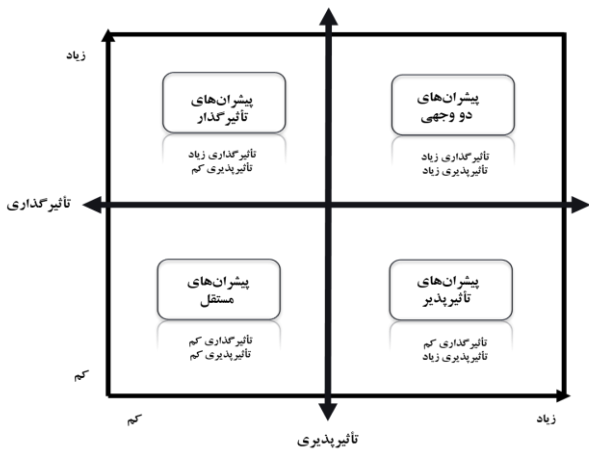 زیاد
پیشران‌های
دو وجهی
تأثیرگذاری زیاد
تأثیرپذیری زیاد
پیشران‌های
تأثیرگذار
تأثیرگذاری زیاد
تأثیرپذیری کم
تأثیرگذاری
پیشران‌های
تأثیرپذیر
تأثیرگذاری کم
تأثیرپذیری زیاد
پیشران‌های
مستقل
تأثیرگذاری کم
تأثیرپذیری کم
کم
زیاد
کم
تأثیرپذیری